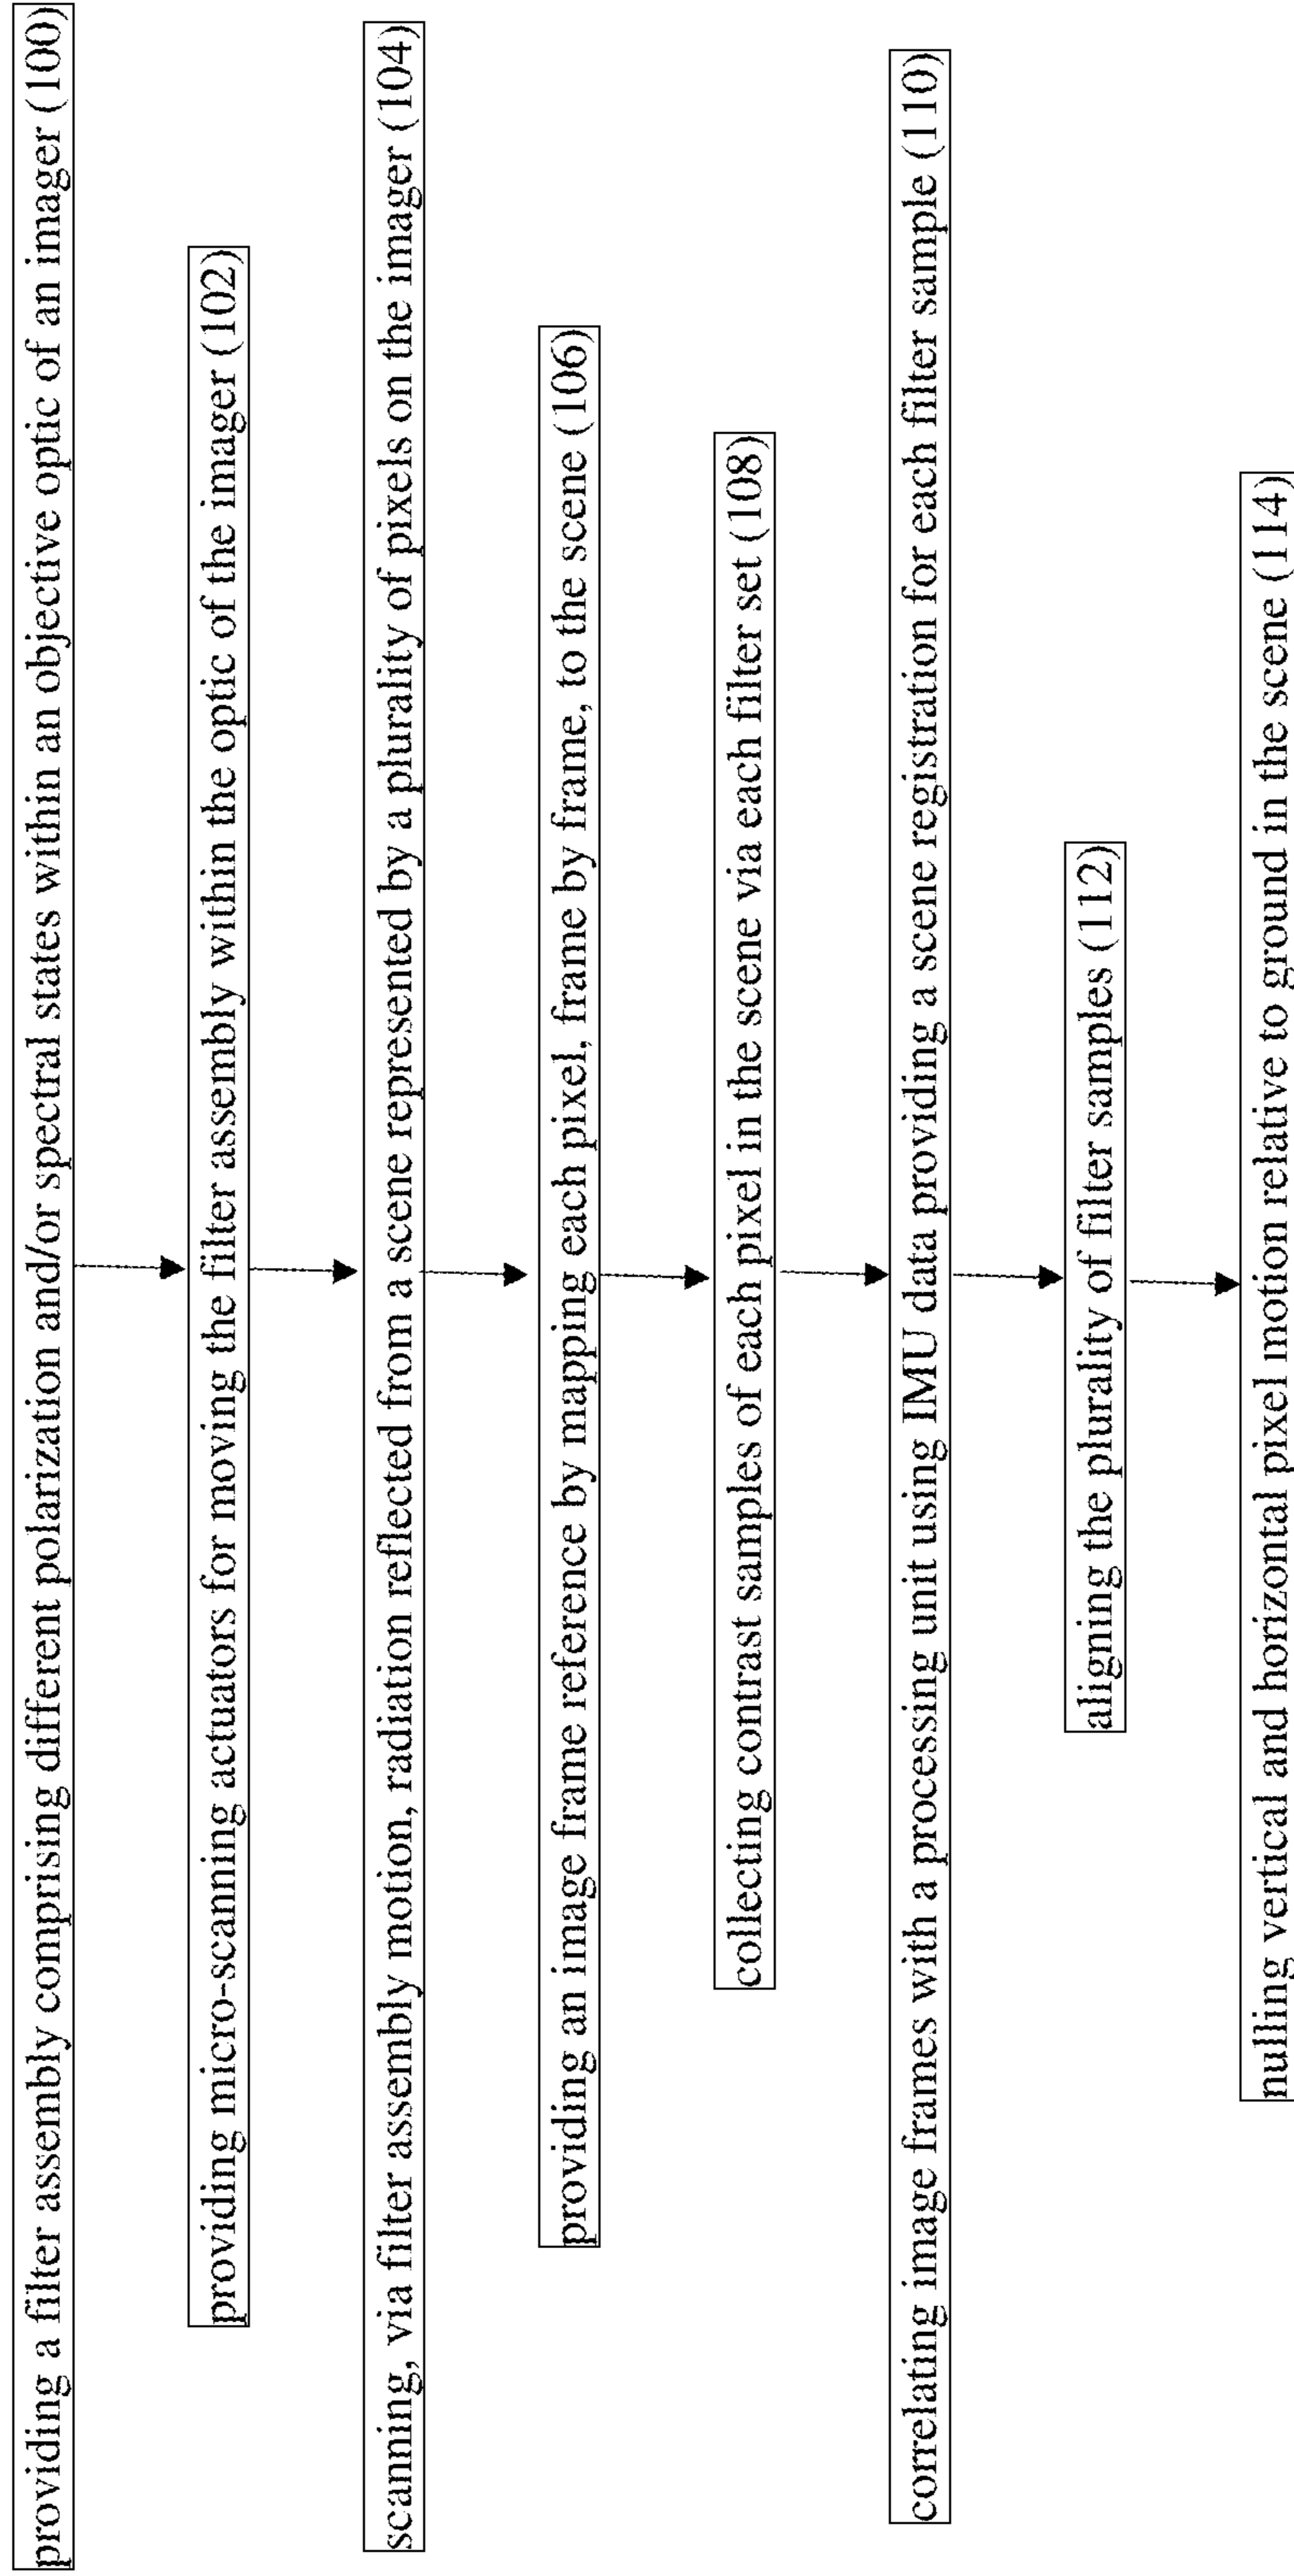 providing a filter assembly comprising different polarization and/or spectral states within an objective optic of an imager (100)
providing micro-scanning actuators for moving the filter assembly within the optic of the imager (102)
scanning, via filter assembly motion, radiation reflected from a scene represented by a plurality of pixels on the imager (104)
providing an image frame reference by mapping each pixel, frame by frame, to the scene (106)
collecting contrast samples of each pixel in the scene via each filter set (108)
correlating image frames with a processing unit using IMU data providing a scene registration for each filter sample (110)
aligning the plurality of filter samples (112)
nulling vertical and horizontal pixel motion relative to ground in the scene (114)